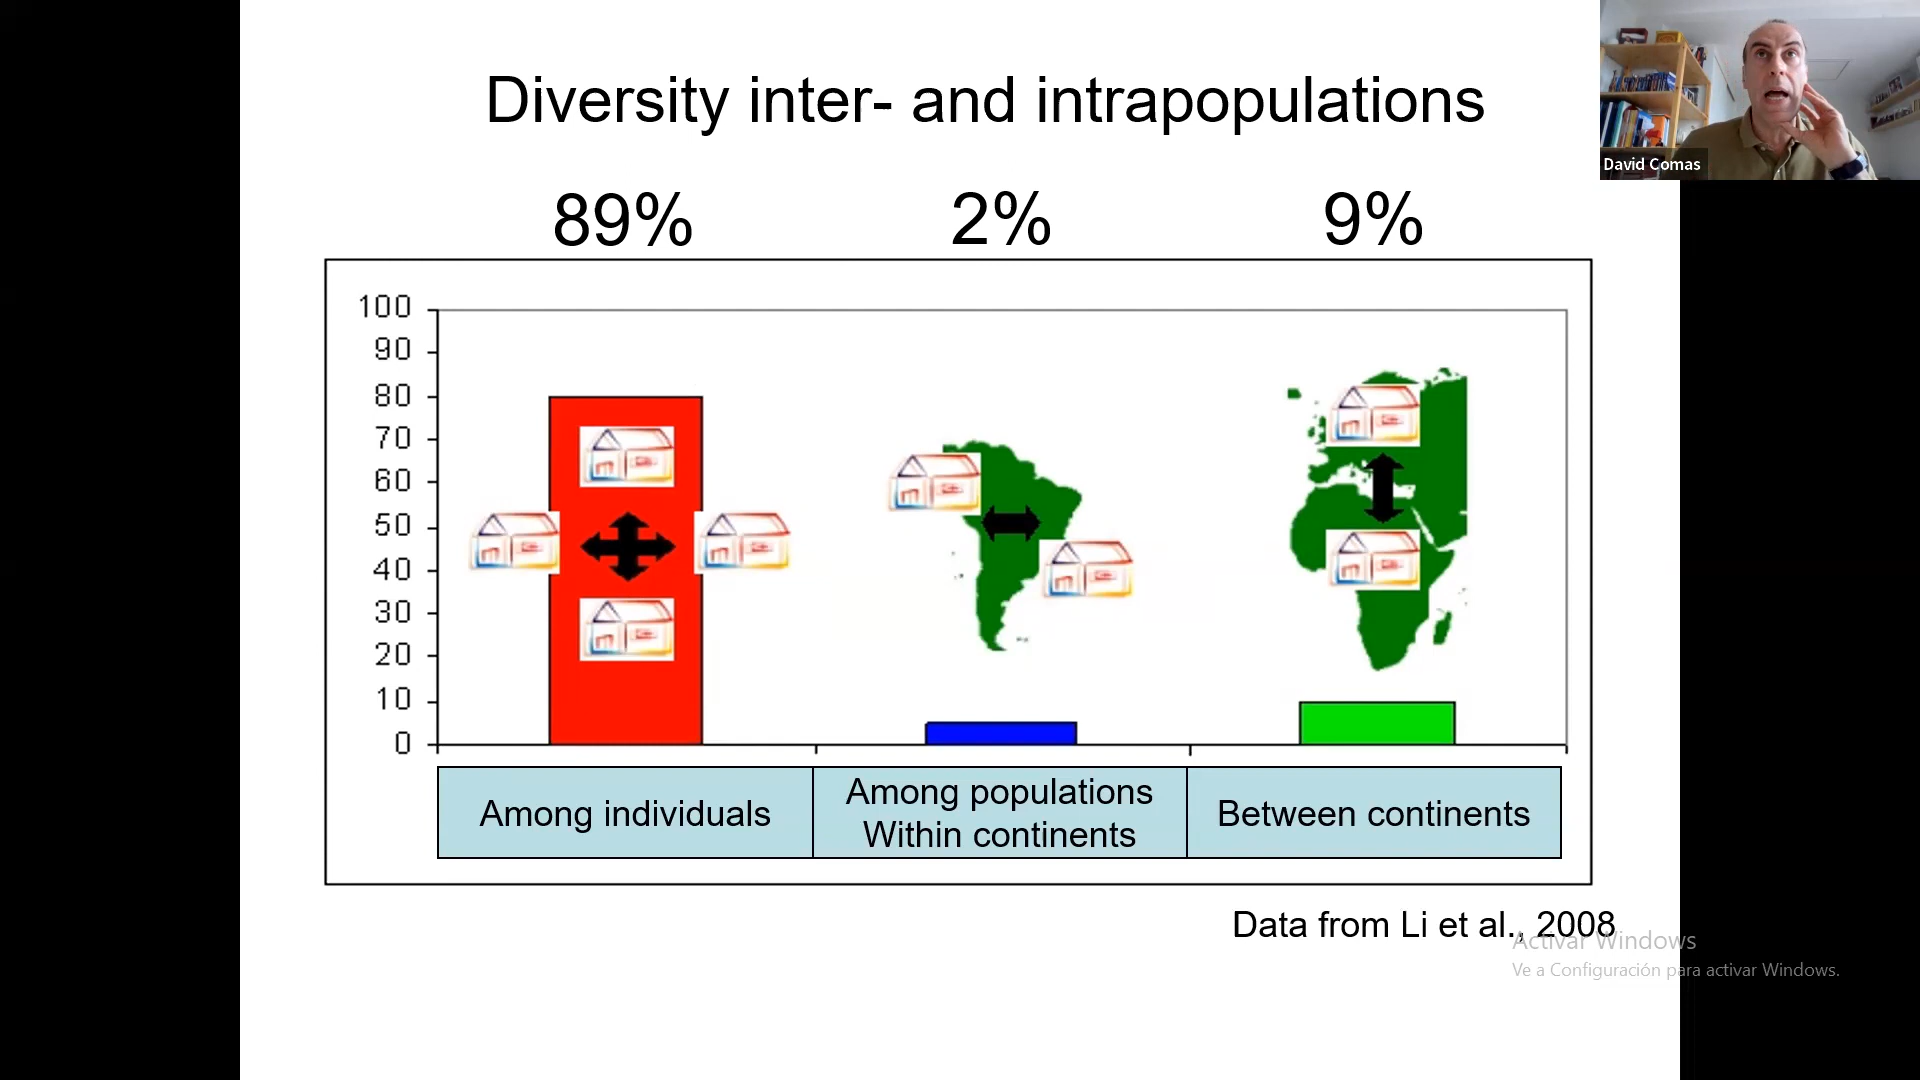 Diversity inter- and intrapopulations
David Comas
89%
2%
9%
100
90
80
70
60
50
40
30
20
10
0
Among individuals
Among populations
Within continents
Between continents
Data from Li et al., 2008
Activar Windows
Ve a Configuración para activar Windows.